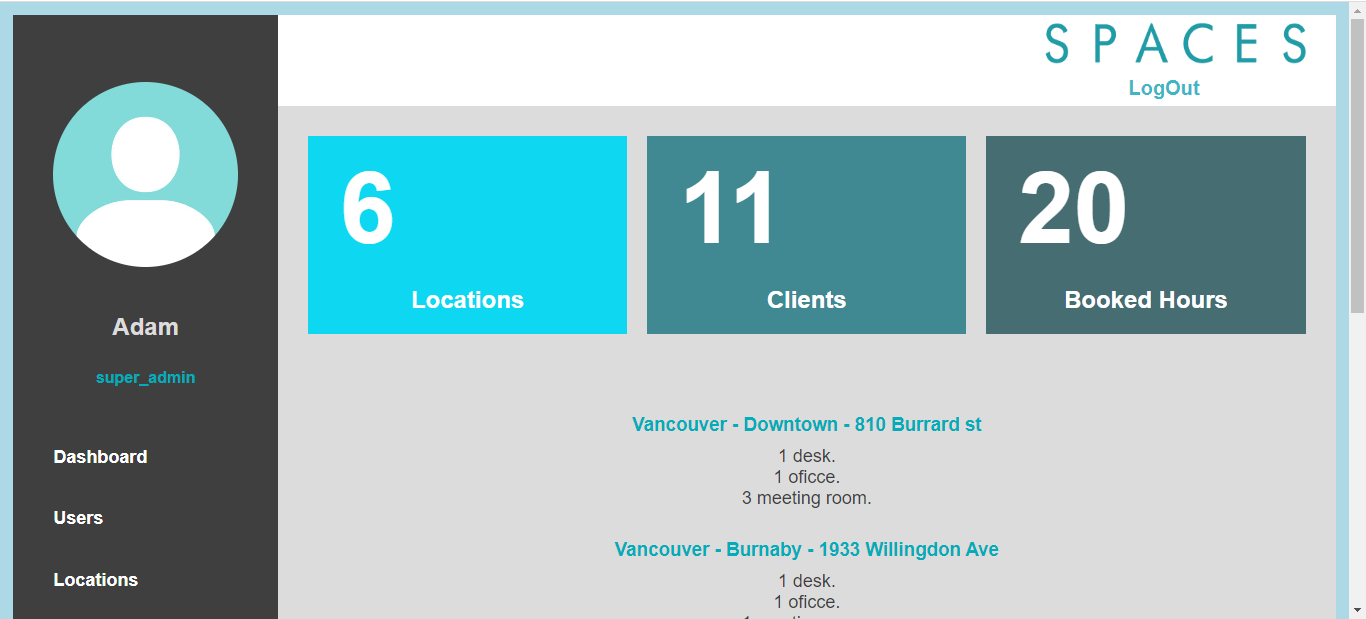 SPACES
LogOut
Adam
super_admin
Dashboard
Users
Locations
6
Locations
11
Clients
20
Booked Hours
Vancouver - Downtown - 810 Burrard st
1 desk.
1 oficce.
3 meeting room.
Vancouver - Burnaby - 1933 Willingdon Ave
1 desk.
1 oficce.